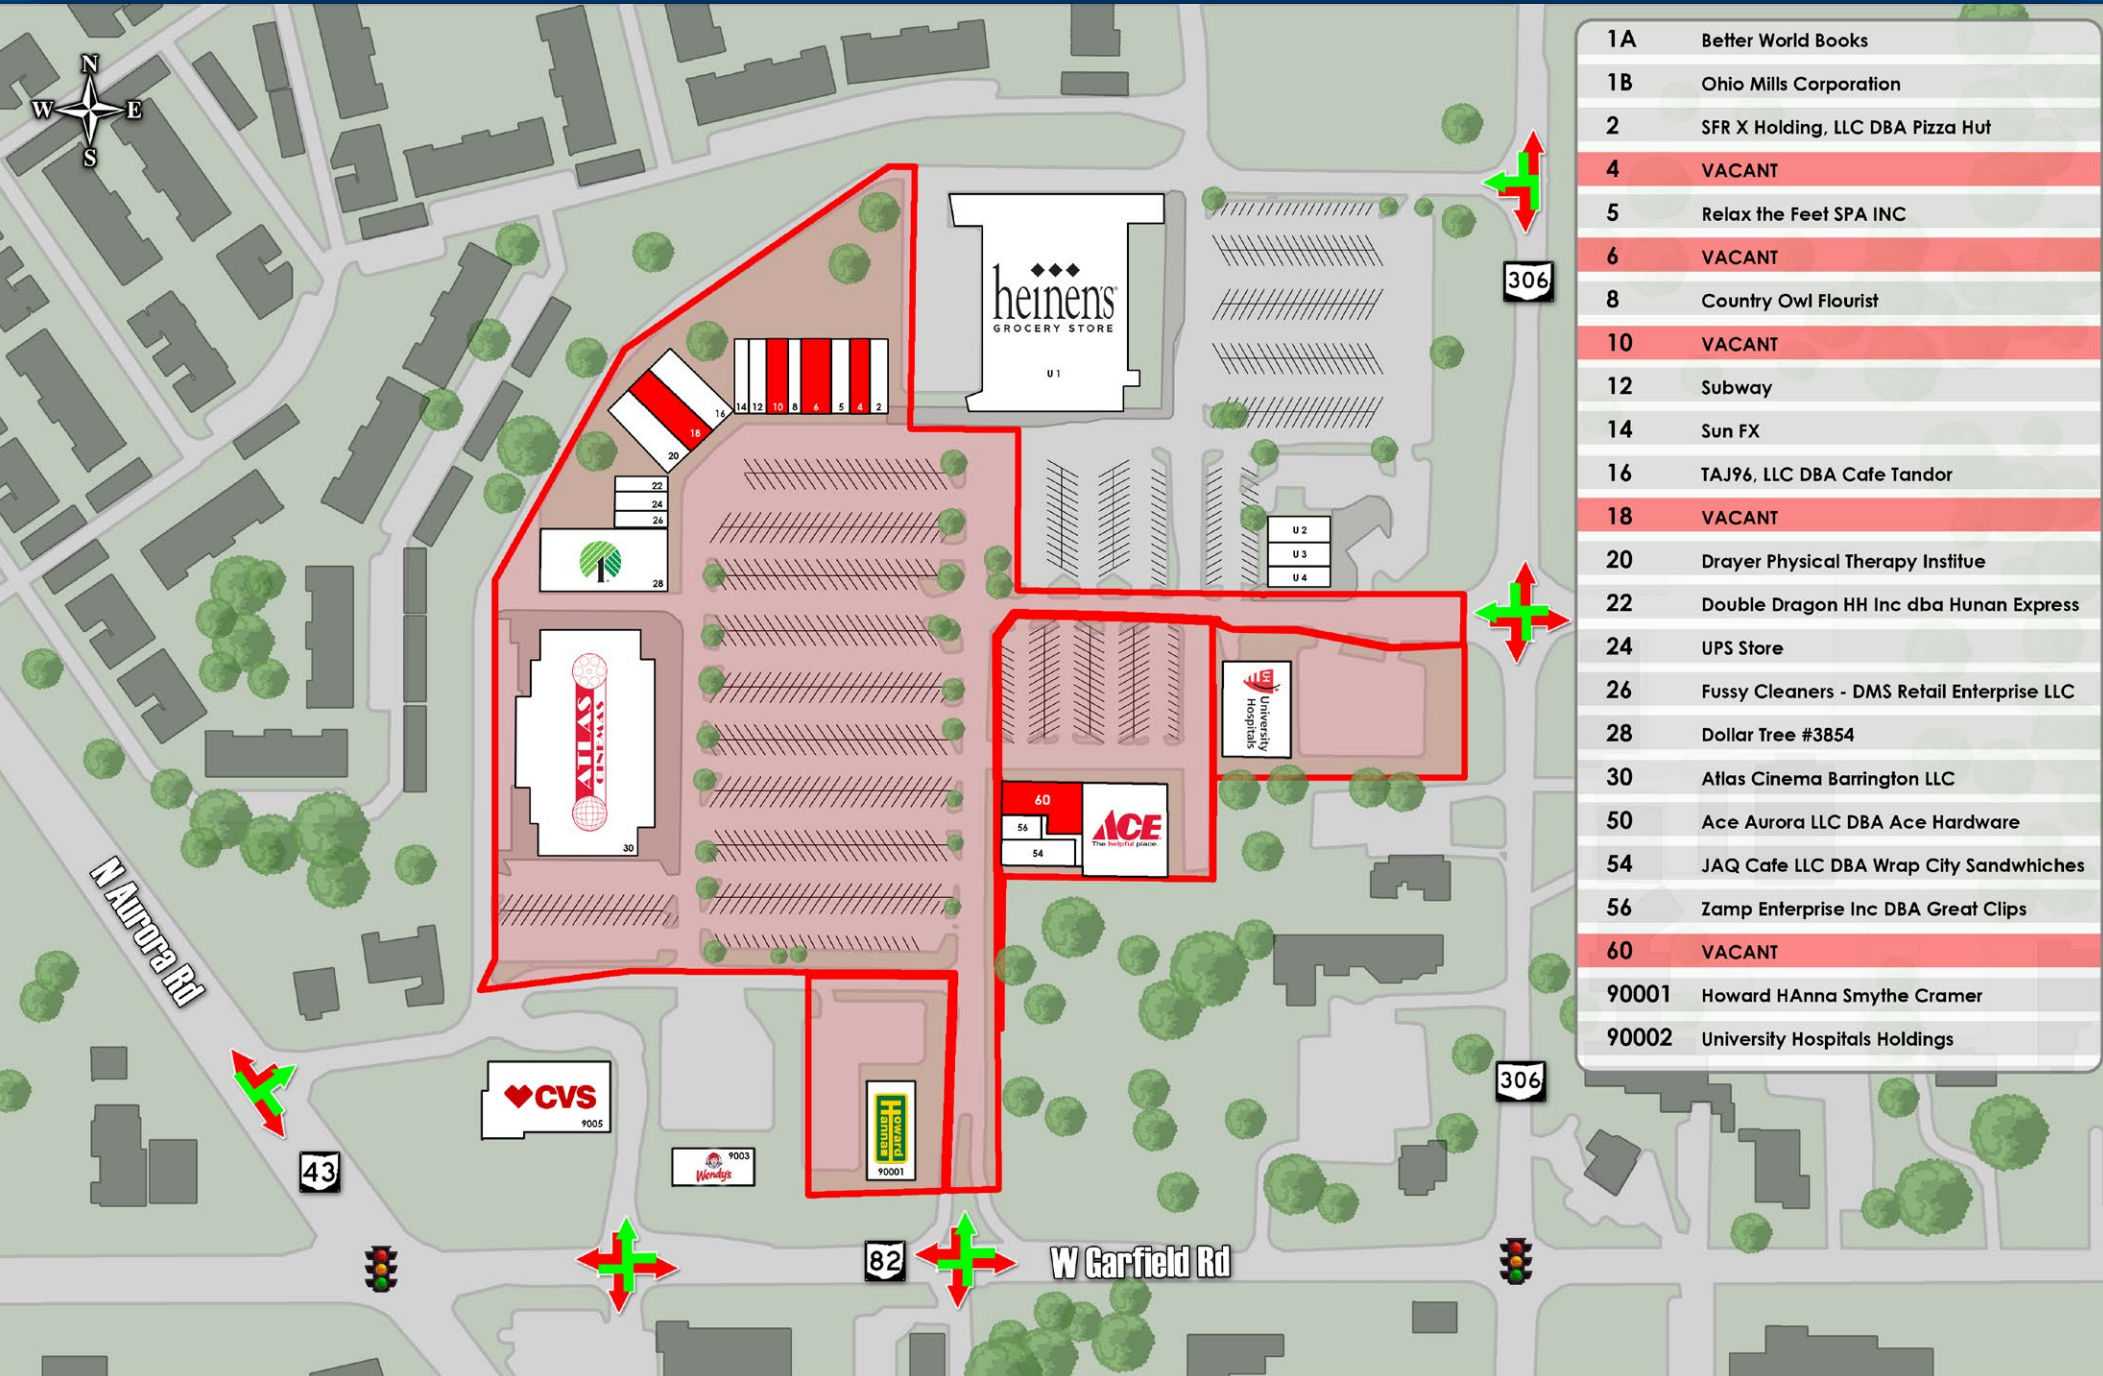 N
W E
S
heinen's
GROCERY STORE
U 1
14 12 10 8 6 5 4 2
16
18
20
22
24
26
1
28
ATLAS
CINEMAS
30
U 2
U 3
U 4
306
UH
University
Hospitals
60
56
54
ACE
The helpful place.
N Aurora Rd
43
CVS
9005
9003
Wendy's
Howard
Hanna
90001
82
W Garfield Rd
306
1A Better World Books
1B Ohio Mills Corporation
2 SFR X Holding, LLC DBA Pizza Hut
4 VACANT
5 Relax the Feet SPA INC
6 VACANT
8 Country Owl Flourist
10 VACANT
12 Subway
14 Sun FX
16 TAJ96, LLC DBA Cafe Tandor
18 VACANT
20 Drayer Physical Therapy Institue
22 Double Dragon HH Inc dba Hunan Express
24 UPS Store
26 Fussy Cleaners - DMS Retail Enterprise LLC
28 Dollar Tree #3854
30 Atlas Cinema Barrington LLC
50 Ace Aurora LLC DBA Ace Hardware
54 JAQ Cafe LLC DBA Wrap City Sandwhiches
56 Zamp Enterprise Inc DBA Great Clips
60 VACANT
90001 Howard HAnna Smythe Cramer
90002 University Hospitals Holdings